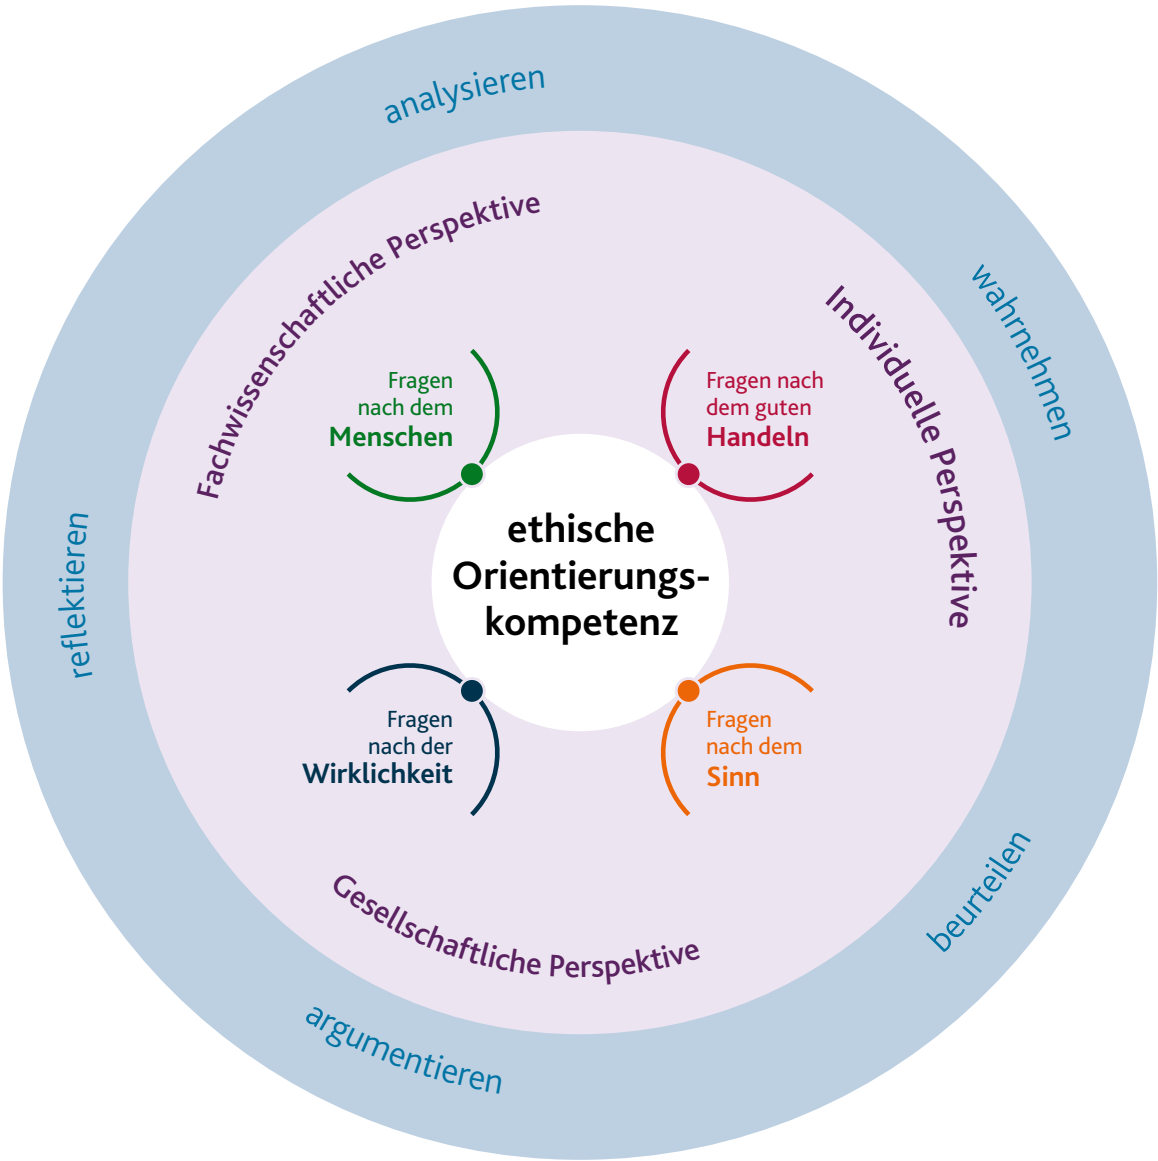 analysieren
wahrnehmen
beurteilen
argumentieren
reflektieren
Fachwissenschaftliche Perspektive
Individuelle Perspektive
Gesellschaftliche Perspektive
Fragen
nach dem
Menschen
Fragen nach
dem guten
Handeln
ethische
Orientierungs-
kompetenz
Fragen
nach der
Wirklichkeit
Fragen
nach dem
Sinn